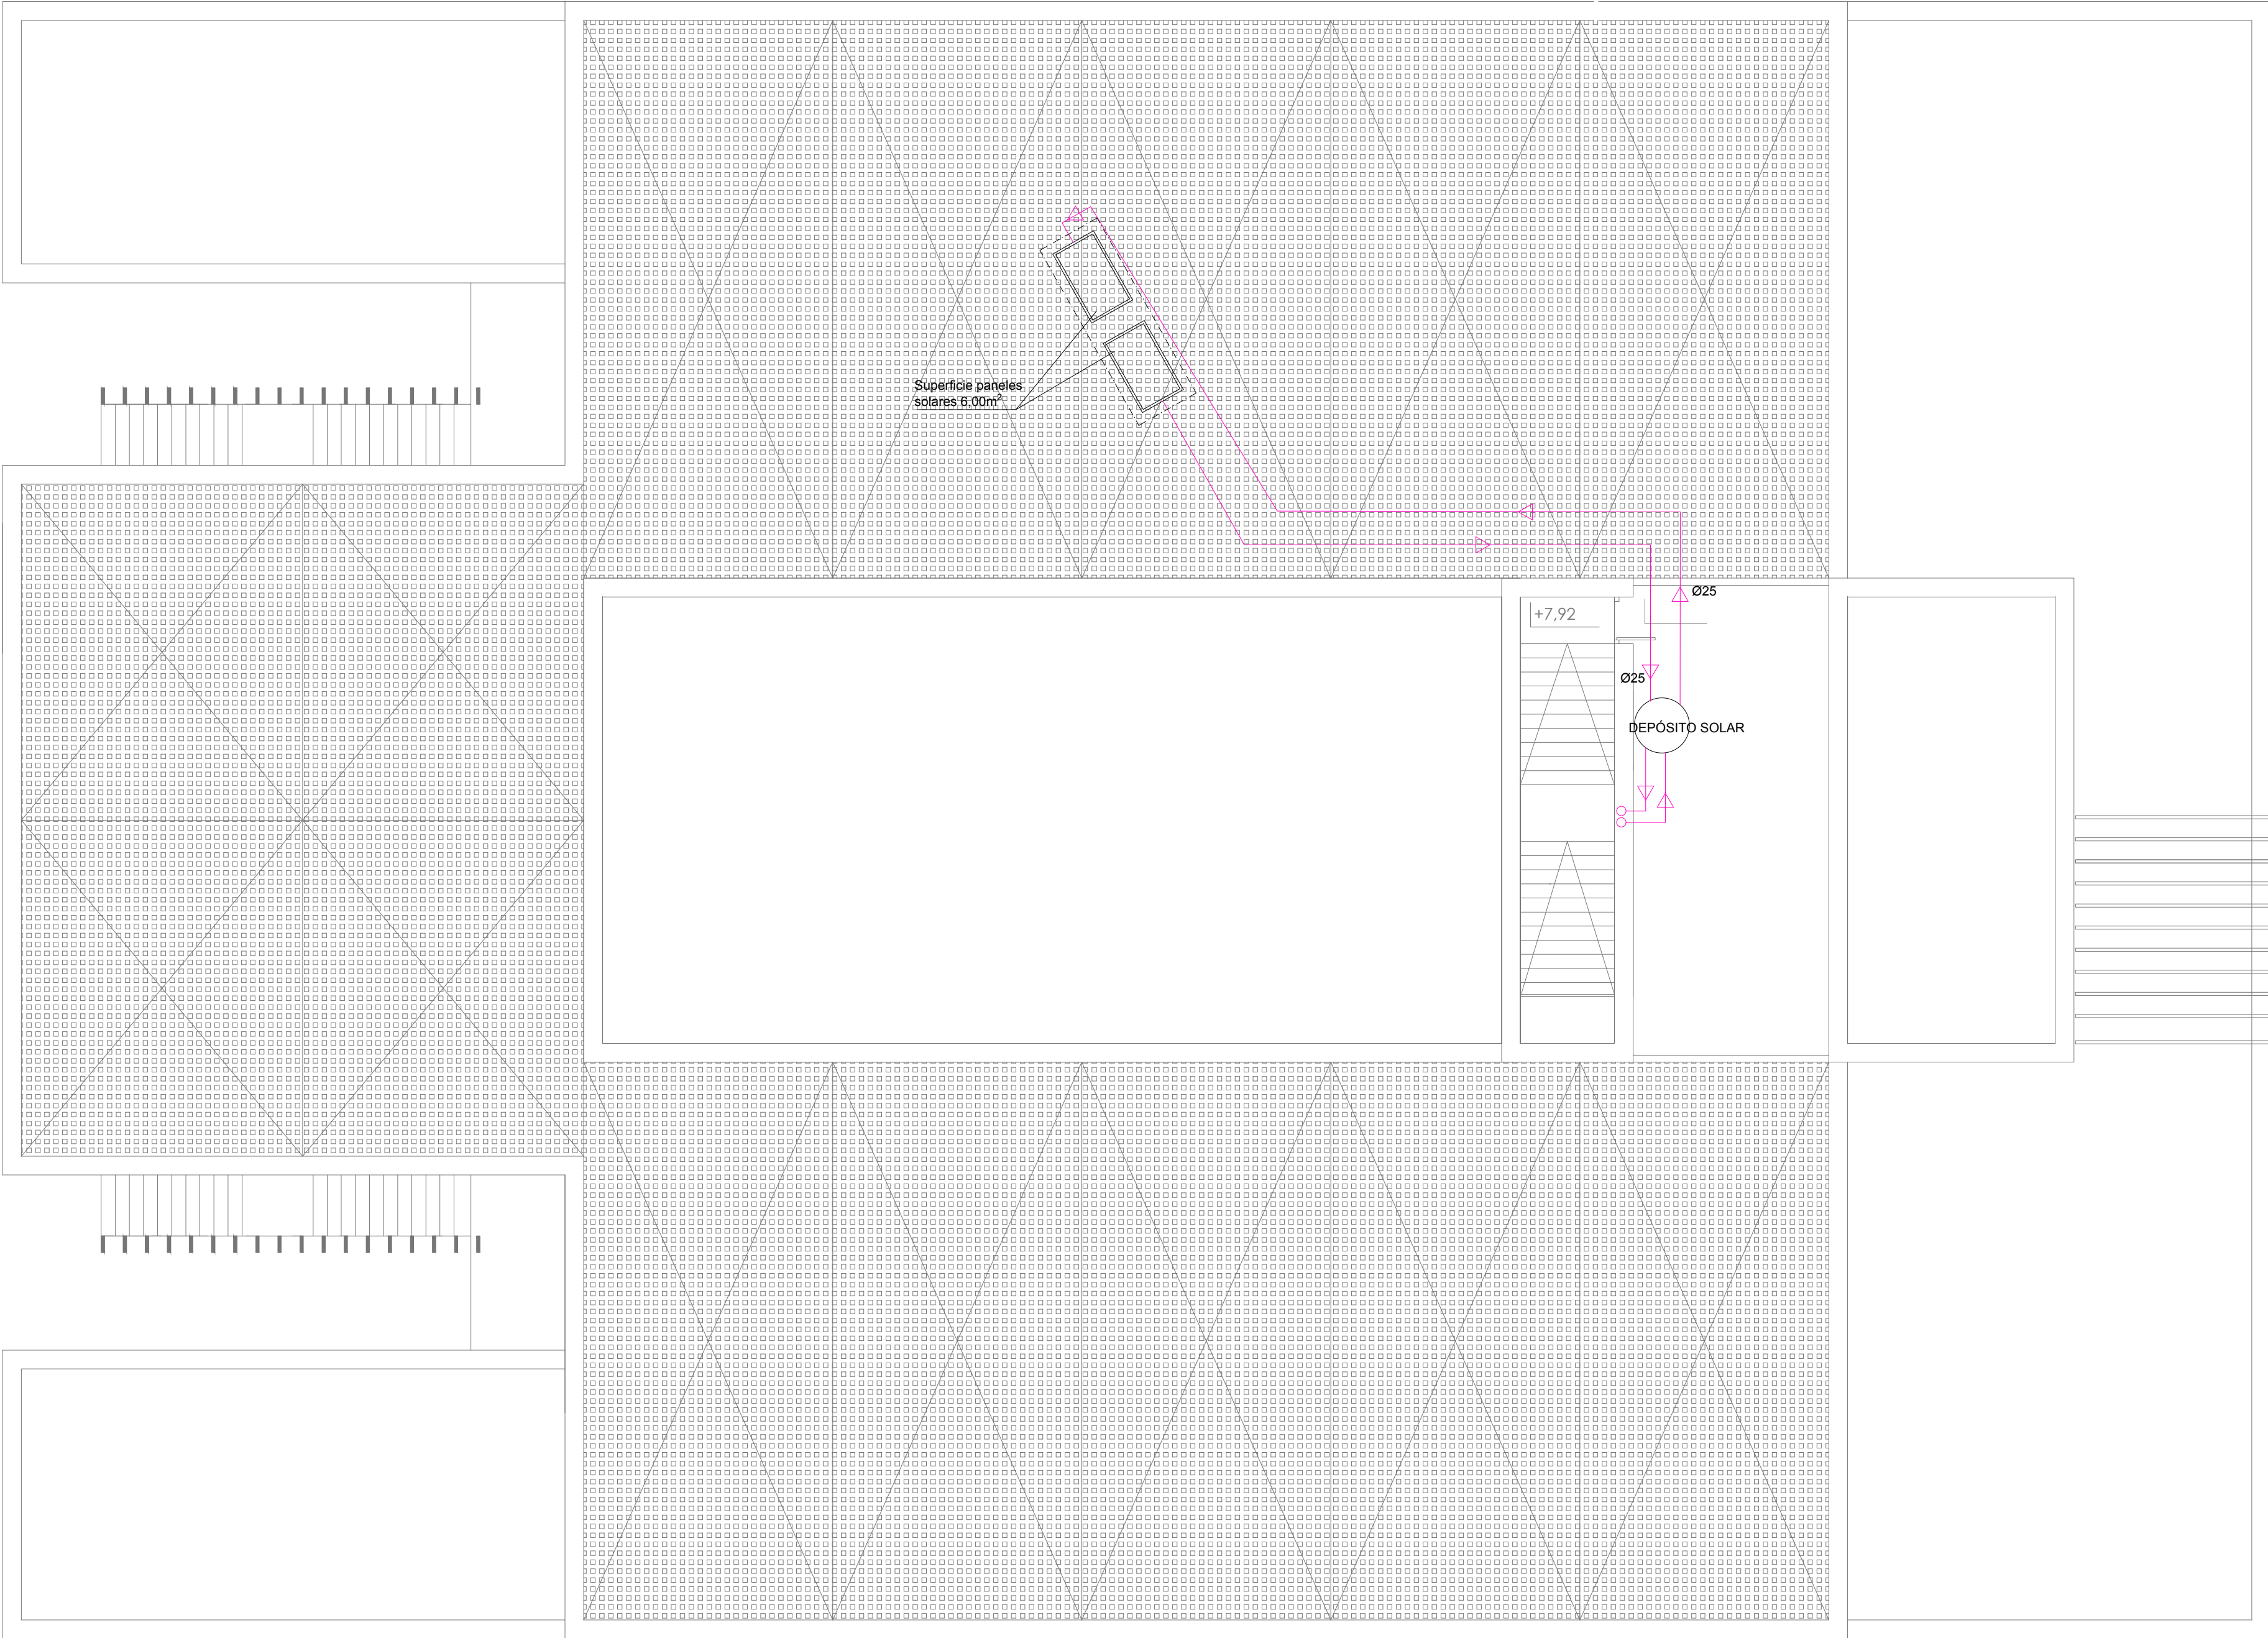 Superficie paneles
solares 6,00m²
Ø25
+7,92
Ø25
DEPÓSITO SOLAR